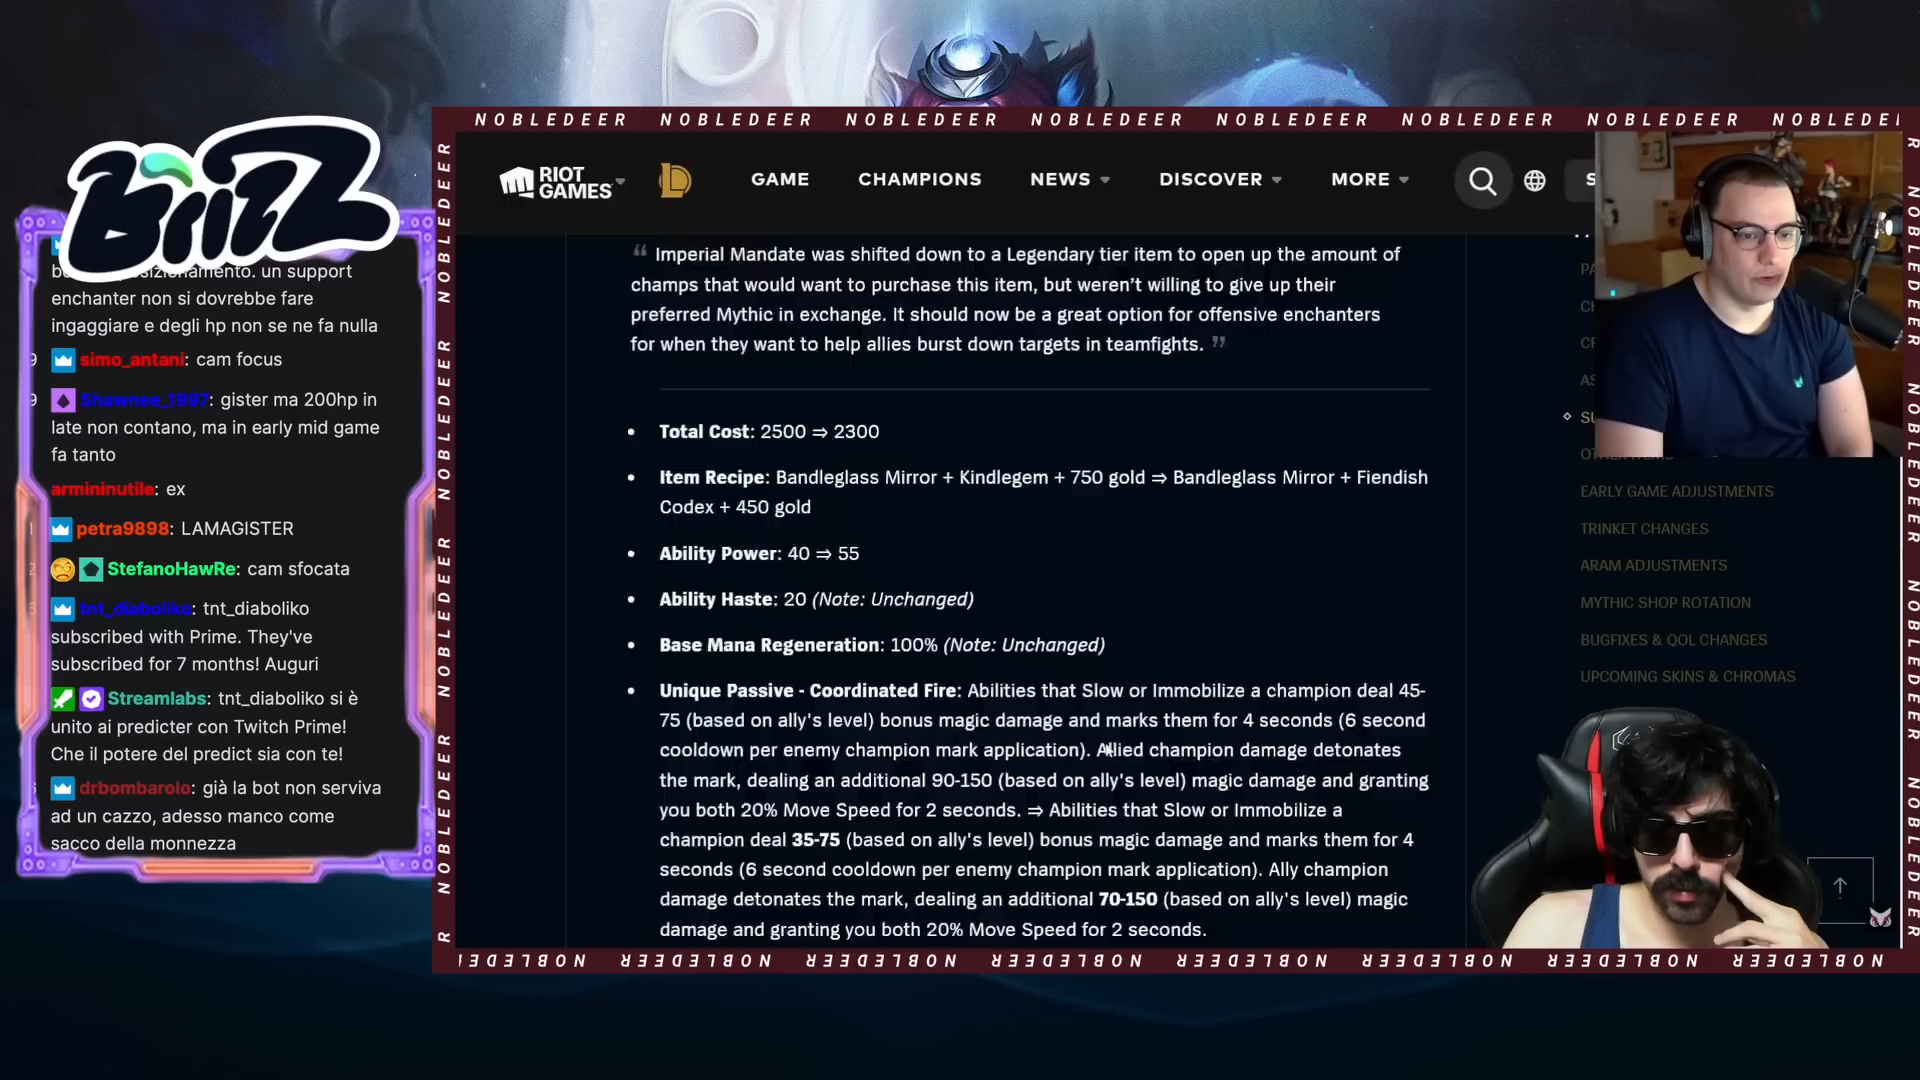 NOBLEDEER NOBLEDEER NOBLEDEER NOBLEDEER NOBLEDEER NOBLEDEER NOBLEDEER
BriZZ
enchanter non si dovrebbe fare
ingaggiare e degli hp non se ne fa nulla
simo_antani: cam focus
Shawnee_1997: gister ma 200hp in
late non contano, ma in early mid game
fa tanto
armininutile: ex
petra9898: LAMAGISTER
StefanoHawRe: cam sfocata
tnt_diaboliko: tnt_diaboliko
subscribed with Prime. They've
subscribed for 7 months! Auguri
Streamlabs: tnt_diaboliko si è
unito ai predicter con Twitch Prime!
Che il potere del predict sia con te!
drbombarolo: già la bot non serviva
ad un cazzo, adesso manco come
sacco della monnezza
RIOT
GAMES
GAME
CHAMPIONS
NEWS
DISCOVER
MORE
“ Imperial Mandate was shifted down to a Legendary tier item to open up the amount of
champs that would want to purchase this item, but weren’t willing to give up their
preferred Mythic in exchange. It should now be a great option for offensive enchanters
for when they want to help allies burst down targets in teamfights. ”
• Total Cost: 2500 ⇒ 2300
• Item Recipe: Bandleglass Mirror + Kindlegem + 750 gold ⇒ Bandleglass Mirror + Fiendish
Codex + 450 gold
• Ability Power: 40 ⇒ 55
• Ability Haste: 20 (Note: Unchanged)
• Base Mana Regeneration: 100% (Note: Unchanged)
• Unique Passive - Coordinated Fire: Abilities that Slow or Immobilize a champion deal 45-
75 (based on ally's level) bonus magic damage and marks them for 4 seconds (6 second
cooldown per enemy champion mark application). Allied champion damage detonates
the mark, dealing an additional 90-150 (based on ally's level) magic damage and granting
you both 20% Move Speed for 2 seconds. ⇒ Abilities that Slow or Immobilize a
champion deal 35-75 (based on ally's level) bonus magic damage and marks them for 4
seconds (6 second cooldown per enemy champion mark application). Ally champion
damage detonates the mark, dealing an additional 70-150 (based on ally's level) magic
damage and granting you both 20% Move Speed for 2 seconds.
EARLY GAME ADJUSTMENTS
TRINKET CHANGES
ARAM ADJUSTMENTS
MYTHIC SHOP ROTATION
BUGFIXES & QOL CHANGES
UPCOMING SKINS & CHROMAS
NOBLEDEER NOBLEDEER NOBLEDEER NOBLEDEER NOBLEDEER NOBLEDEER NOBLEDEER NOBLEDEER